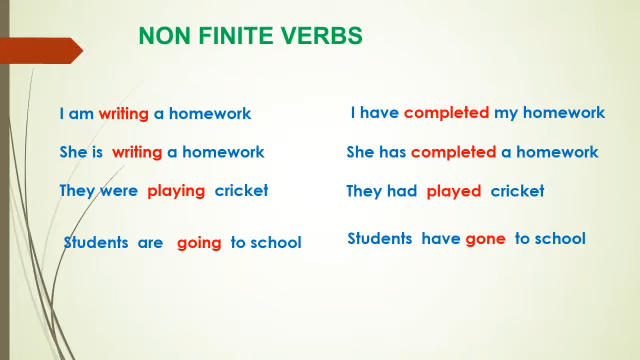 NON FINITE VERBS
I am writing a homework
She is writing a homework
They were playing cricket
Students are going to school
I have completed my homework
She has completed a homework
They had played cricket
Students have gone to school